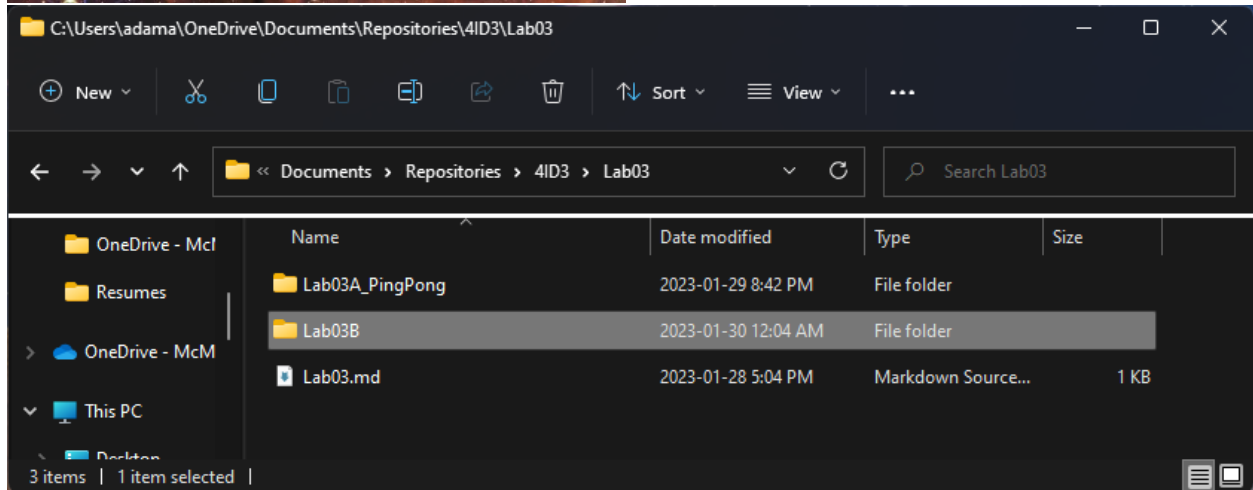 C:\Users\adama\OneDrive\Documents\Repositories\4ID3\Lab03
New Sort View
« Documents > Repositories > 4ID3 > Lab03 Search Lab03
Name Date modified Type Size
OneDrive - McM
Lab03A_PingPong 2023-01-29 8:42 PM File folder
Resumes
Lab03B 2023-01-30 12:04 AM File folder
OneDrive - McM
Lab03.md 2023-01-28 5:04 PM Markdown Source... 1 KB
This PC
Desktop
3 items | 1 item selected |